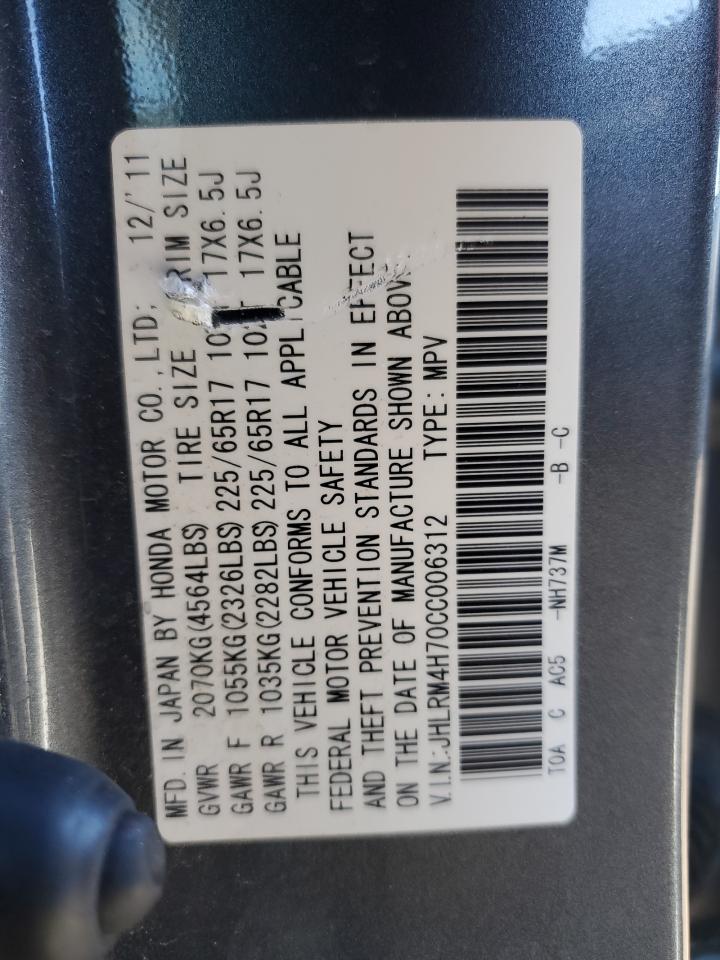 MFD. IN JAPAN BY HONDA MOTOR CO.,LTD; 12/'11
GVWR 2070KG(4564LBS) TIRE SIZE RIM SIZE
GAWR F 1055KG(2326LBS) 225/65R17 17X6.5J
GAWR R 1035KG(2282LBS) 225/65R17 17X6.5J
THIS VEHICLE CONFORMS TO ALL APPLICABLE
FEDERAL MOTOR VEHICLE SAFETY
AND THEFT PREVENTION STANDARDS IN EFFECT
ON THE DATE OF MANUFACTURE SHOWN ABOVE.
V.I.N.:JHLRM4H70CC006312 TYPE: MPV
TOA C AC5 -NH737M -B -C